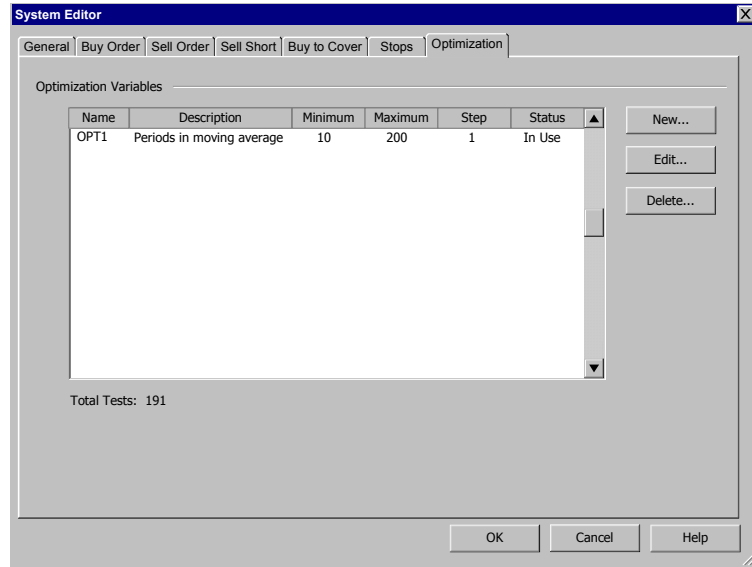 System Editor
General Buy Order Sell Order Sell Short Buy to Cover Stops Optimization
Optimization Variables
Name Description Minimum Maximum Step Status
OPT1 Periods in moving average 10 200 1 In Use
New...
Edit...
Delete...
Total Tests: 191
OK Cancel Help